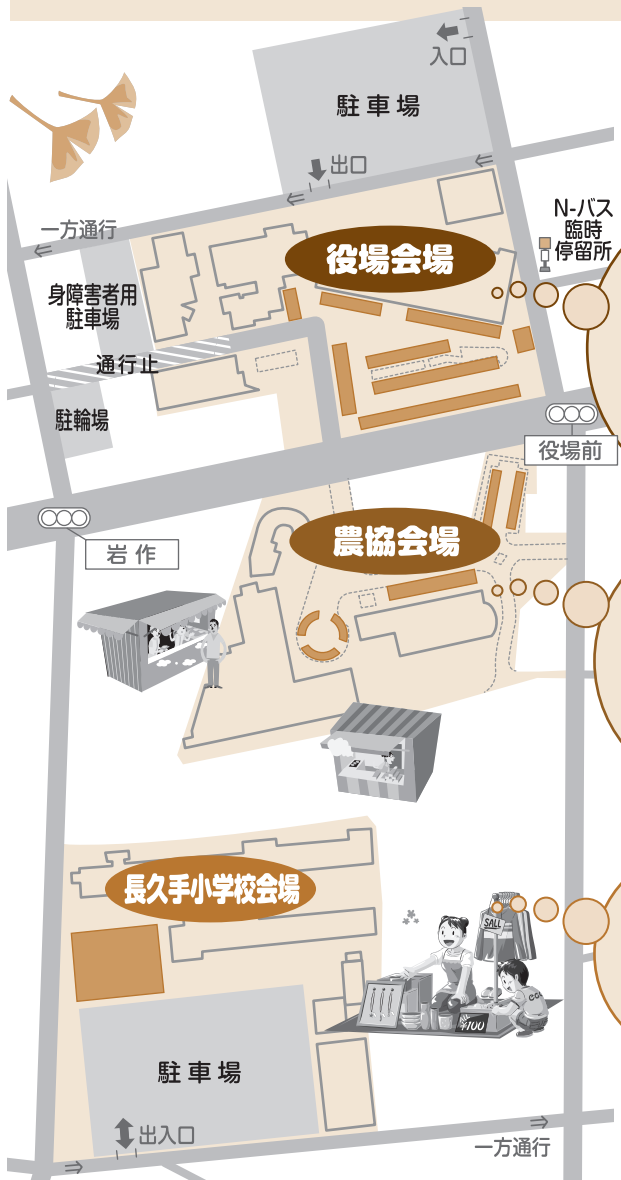 入口
駐車場
出口
一方通行
N-バス
臨時
停留所
役場会場
身障害者用
駐車場
通行止
駐輪場
役場前
農協会場
岩作
長久手小学校会場
SALL
¥100
駐車場
出入口
一方通行